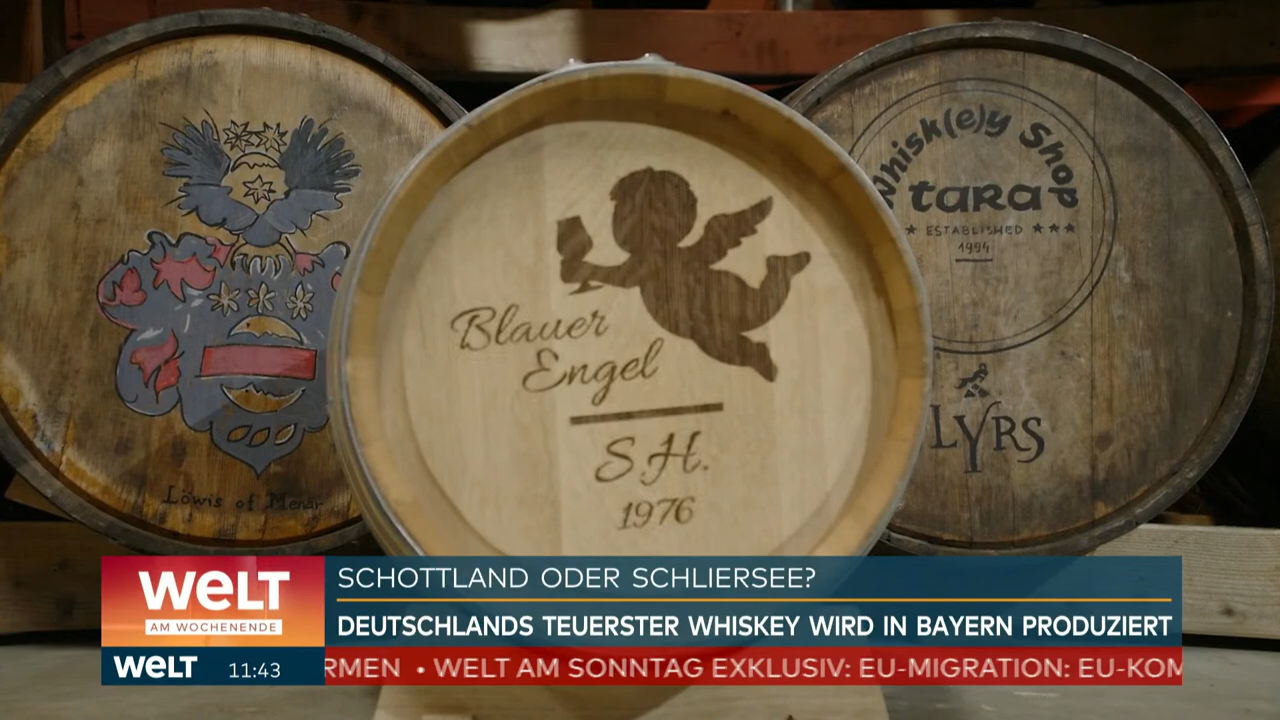 Löwis of Menar
Blauer
Engel
S.H.
1976
Whisk(e)y Shop
tara
ESTABLISHED
1994
LYRS
WELT
AM WOCHENENDE
SCHOTTLAND ODER SCHLIERSEE?
DEUTSCHLANDS TEUERSTER WHISKEY WIRD IN BAYERN PRODUZIERT
WELT 11:43
RMEN • WELT AM SONNTAG EXKLUSIV: EU-MIGRATION: EU-KOM